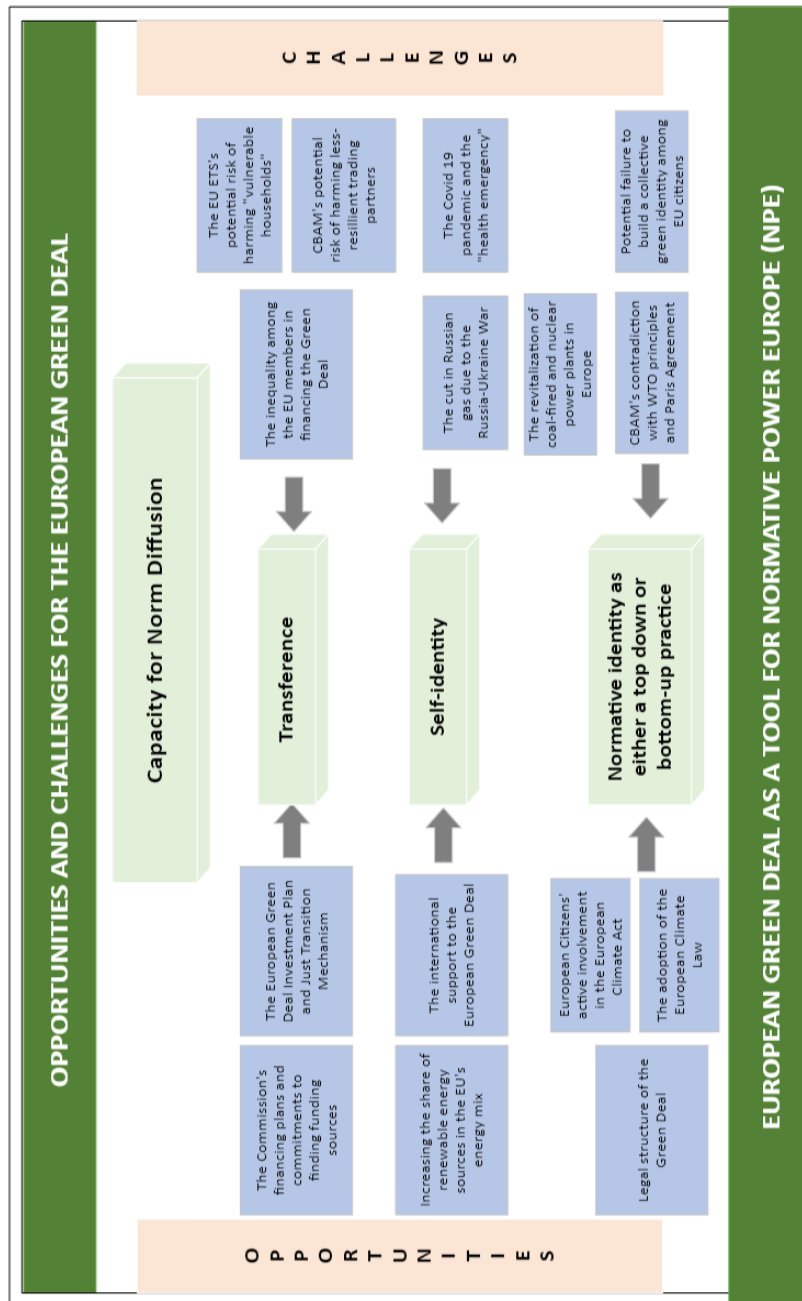 OPPORTUNITIES AND CHALLENGES FOR THE EUROPEAN GREEN DEAL
Capacity for Norm Diffusion
OPPORTUNITIES
CHALLENGES
The Commission's
financing plans and
commitments to
finding funding
sources
The European Green
Deal Investment Plan
and Just Transition
Mechanism
Transference
The inequality among
the EU members in
financing the Green
Deal
The EU ETS's
potential risk of
harming "vulnerable
households"
CBAM's potential
risk of harming less-
resillient trading
partners
Increasing the share of
renewable energy
sources in the EU's
energy mix
The international
support to the
European Green Deal
Self-identity
The cut in Russian
gas due to the
Russia-Ukraine War
The Covid 19
pandemic and the
"health emergency"
The revitalization of
coal-fired and nuclear
power plants in
Europe
Legal structure of the
Green Deal
European Citizens'
active involvement
in the European
Climate Act
The adoption of the
European Climate
Law
Normative identity as
either a top down or
bottom-up practice
CBAM's contradiction
with WTO principles
and Paris Agreement
Potential failure to
build a collective
green identity among
EU citizens
EUROPEAN GREEN DEAL AS A TOOL FOR NORMATIVE POWER EUROPE (NPE)